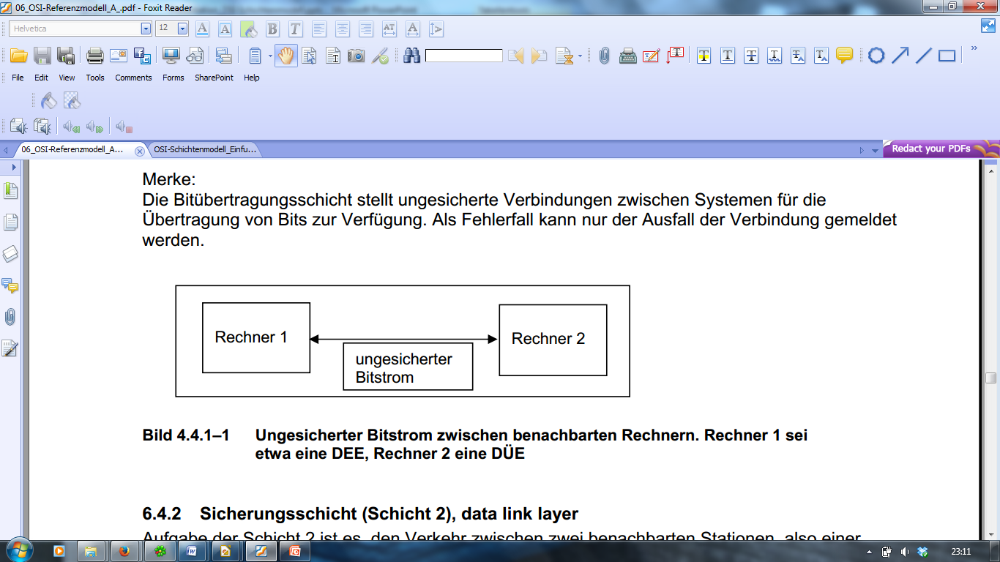 06_OSI-Referenzmodell_A_.pdf - Foxit Reader
Helvetica 12
File Edit View Tools Comments Forms SharePoint Help
06_OSI-Referenzmodell_A... OSI-Schichtenmodell_Einfu... Redact your PDFs
Merke:
Die Bitübertragungsschicht stellt ungesicherte Verbindungen zwischen Systemen für die
Übertragung von Bits zur Verfügung. Als Fehlerfall kann nur der Ausfall der Verbindung gemeldet
werden.
Rechner 1
Rechner 2
ungesicherter
Bitstrom
Bild 4.4.1–1 Ungesicherter Bitstrom zwischen benachbarten Rechnern. Rechner 1 sei
etwa eine DEE, Rechner 2 eine DÜE
6.4.2 Sicherungsschicht (Schicht 2), data link layer
Aufgabe der Schicht 2 ist es, den Verkehr zwischen zwei benachbarten Stationen, also einer
23:11